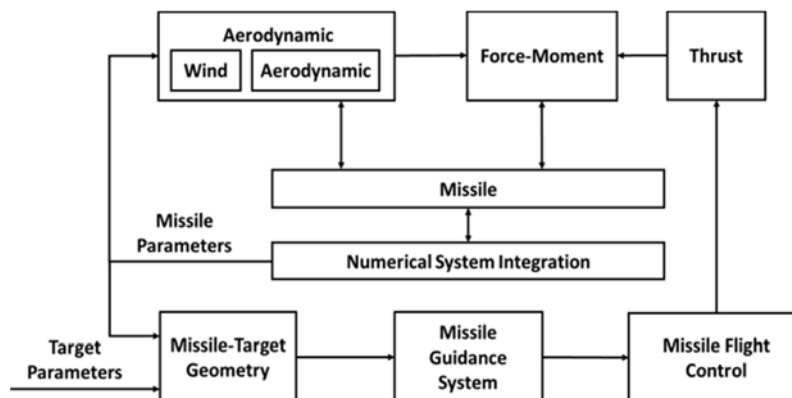 Aerodynamic
Wind
Aerodynamic
Force-Moment
Thrust
Missile
Missile
Parameters
Numerical System Integration
Target
Parameters
Missile-Target
Geometry
Missile
Guidance
System
Missile Flight
Control